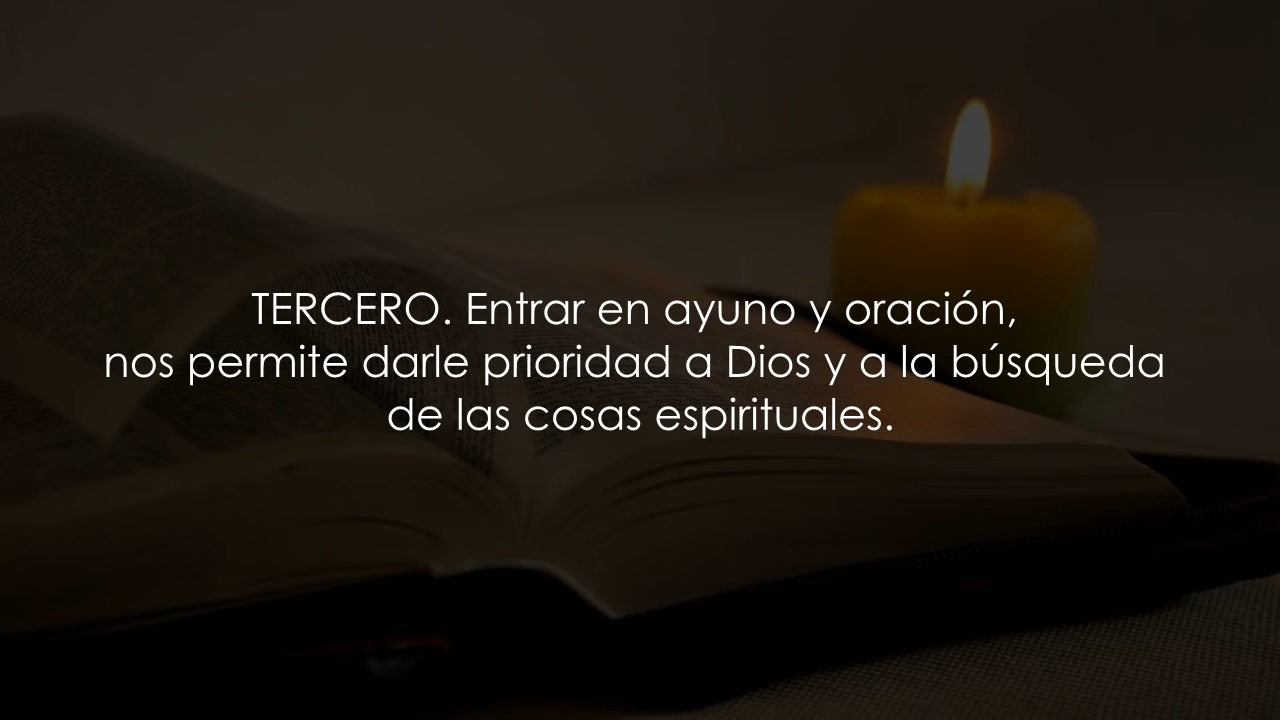 TERCERO. Entrar en ayuno y oración,
nos permite darle prioridad a Dios y a la búsqueda
de las cosas espirituales.